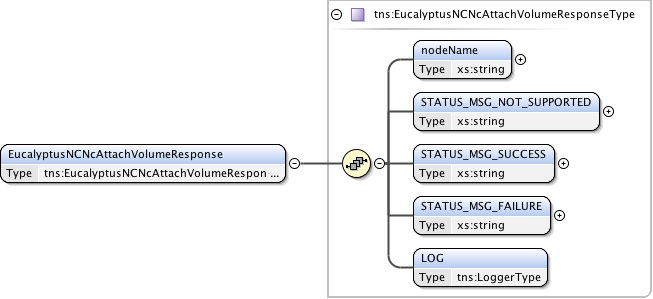 tns:EucalyptusNCNcAttachVolumeResponseType
nodeName
Type xs:string
STATUS_MSG_NOT_SUPPORTED
Type xs:string
EucalyptusNCNcAttachVolumeResponse
Type tns:EucalyptusNCNcAttachVolumeRespon ...
STATUS_MSG_SUCCESS
Type xs:string
STATUS_MSG_FAILURE
Type xs:string
LOG
Type tns:LoggerType